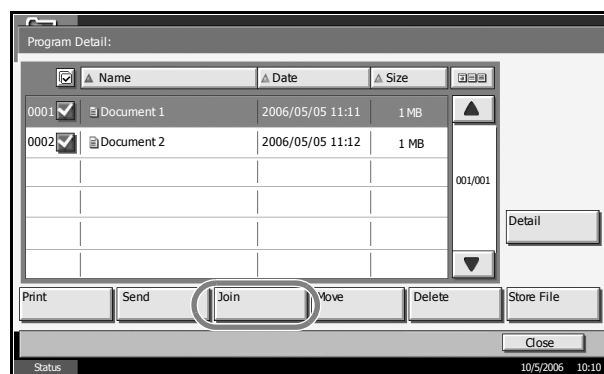 Program Detail:
Name Date Size
0001 Document 1 2006/05/05 11:11 1 MB
0002 Document 2 2006/05/05 11:12 1 MB
001/001
Detail
Print Send Join Move Delete Store File
Close
Status 10/5/2006 10:10